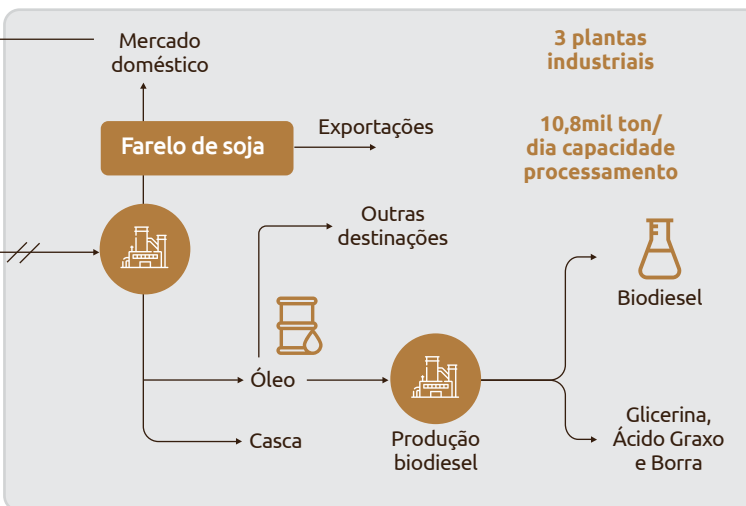 Mercado
doméstico
3 plantas
industriais
Farelo de soja
Exportações
10,8mil ton/
dia capacidade
processamento
Outras
destinações
Biodiesel
Óleo
Casca
Produção
biodiesel
Glicerina,
Ácido Graxo
e Borra